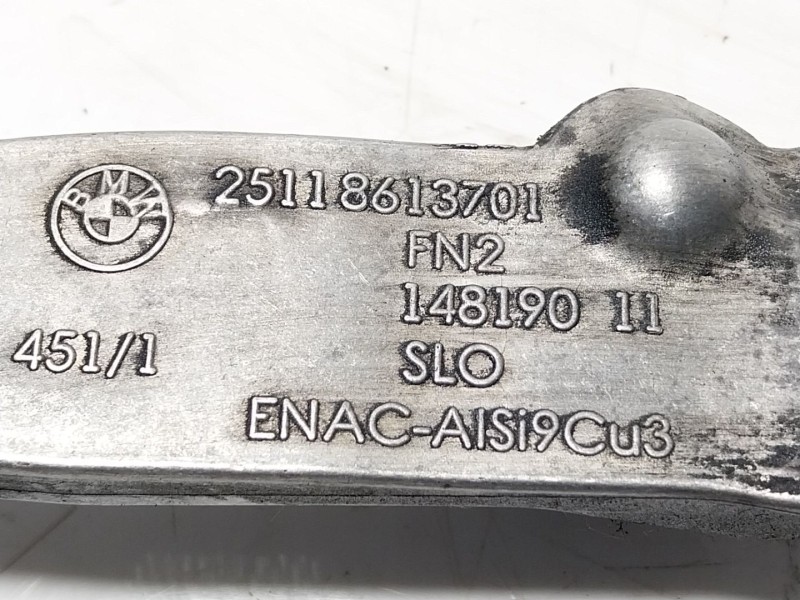 BMW
25118613701
FN2
148190 11
451/1
SLO
ENAC-AlSi9Cu3